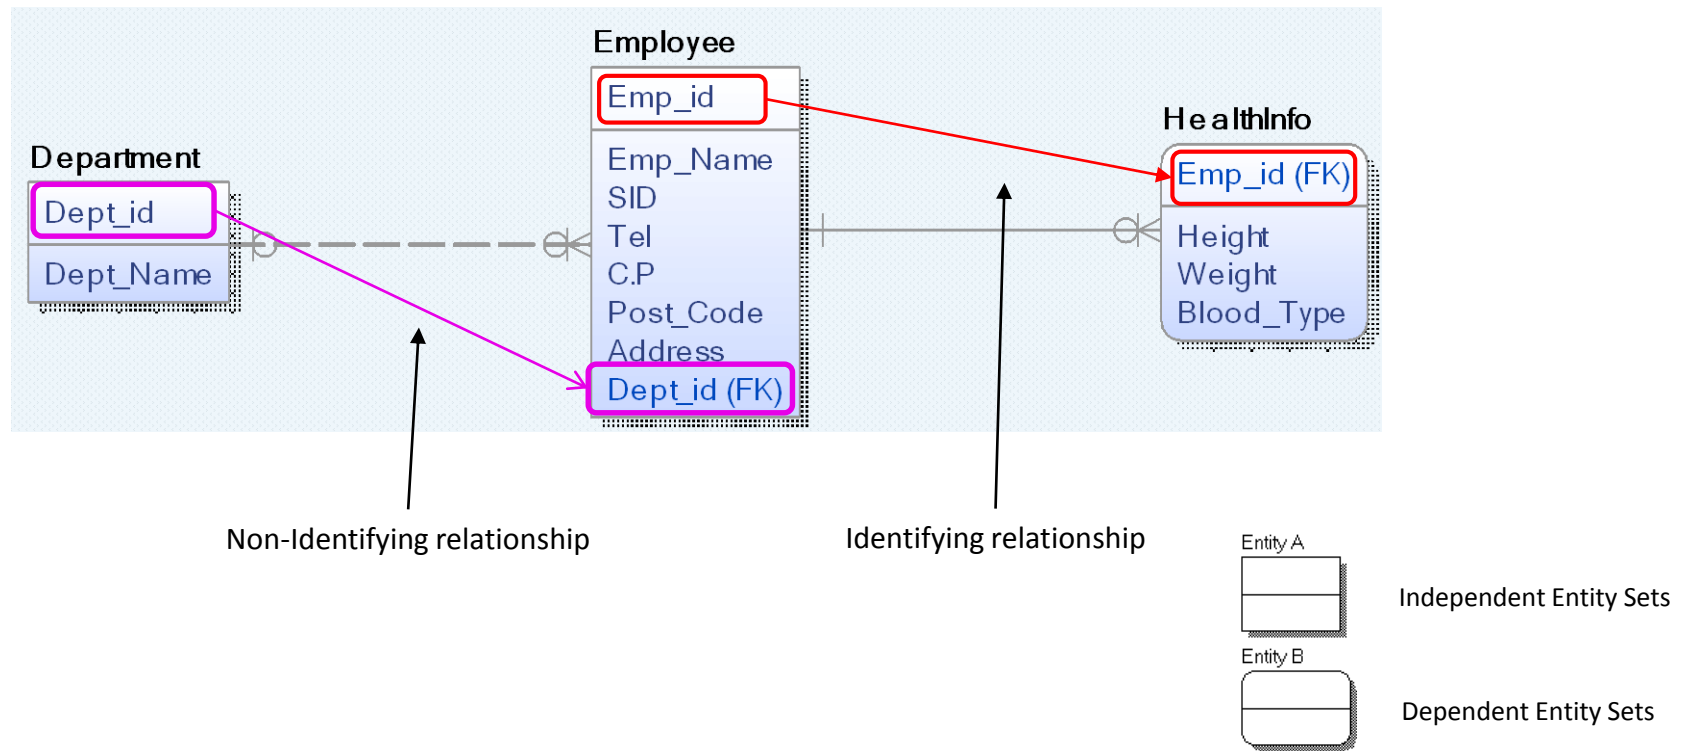 Department
Dept_id
Dept_Name
Employee
Emp_id
Emp_Name
SID
Tel
C.P
Post_Code
Address
Dept_id (FK)
HealthInfo
Emp_id (FK)
Height
Weight
Blood_Type
Non-Identifying relationship
Identifying relationship
Entity A
Independent Entity Sets
Entity B
Dependent Entity Sets